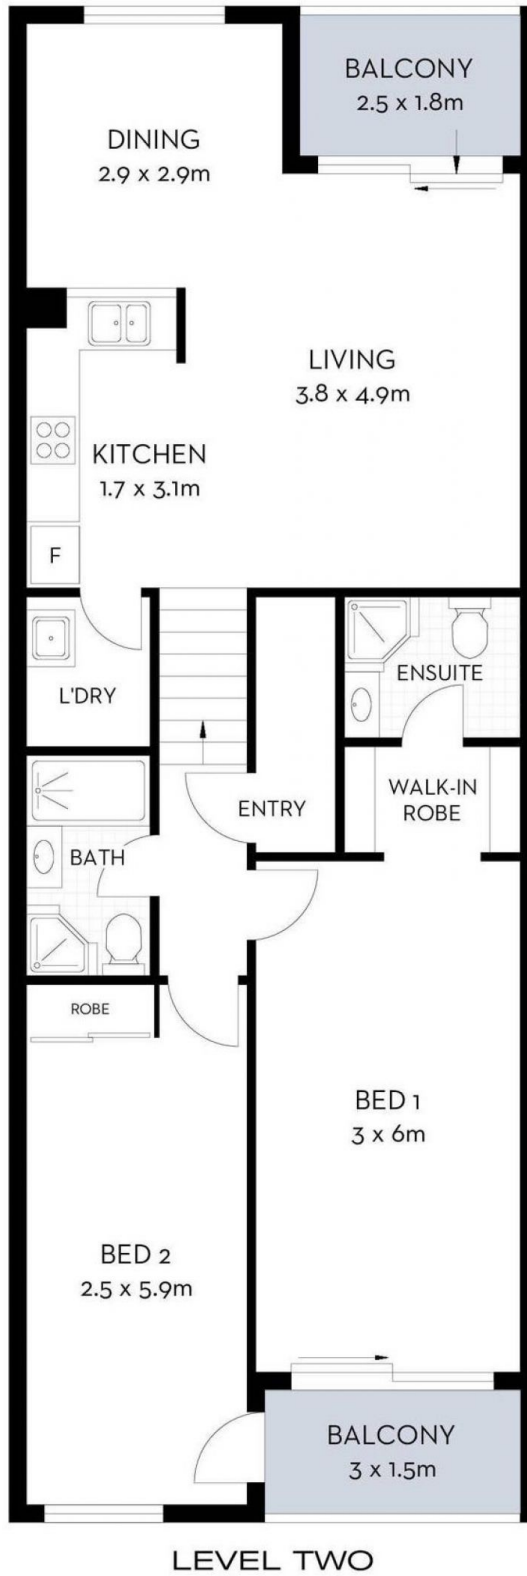 BALCONY
2.5 x 1.8m
DINING
2.9 x 2.9m
LIVING
3.8 x 4.9m
KITCHEN
1.7 x 3.1m
F
L'DRY
ENSUITE
WALK-IN
ROBE
ENTRY
BATH
ROBE
BED 1
3 x 6m
BED 2
2.5 x 5.9m
BALCONY
3 x 1.5m
LEVEL TWO